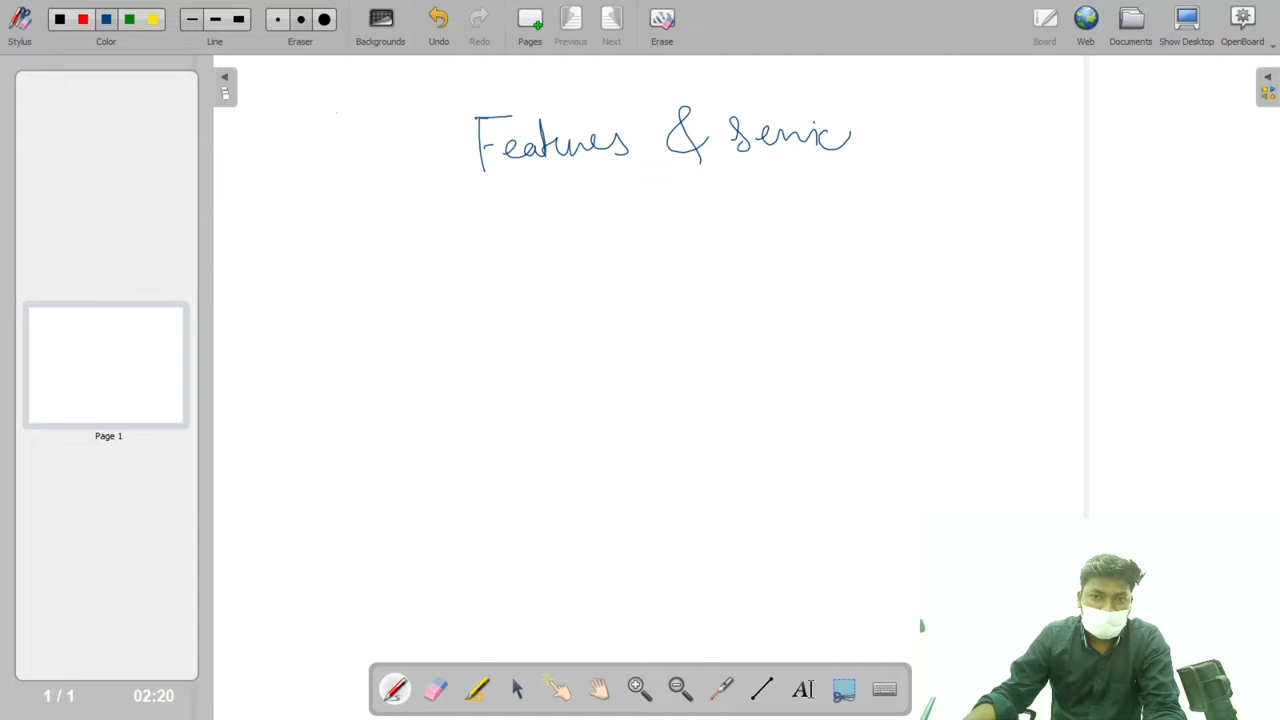 Stylus
Color
Line
Eraser
Backgrounds
Undo
Redo
Pages
Previous
Next
Erase
Board
Web
Documents
Show Desktop
OpenBoard
Features & Servic
Page 1
1 / 1
02:20